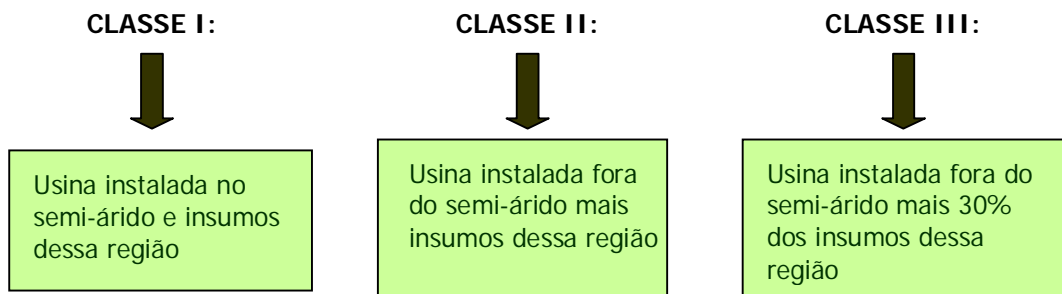 CLASSE I:
Usina instalada no
semi-árido e insumos
dessa região
CLASSE II:
Usina instalada fora
do semi-árido mais
insumos dessa região
CLASSE III:
Usina instalada fora do
semi-árido mais 30%
dos insumos dessa
região